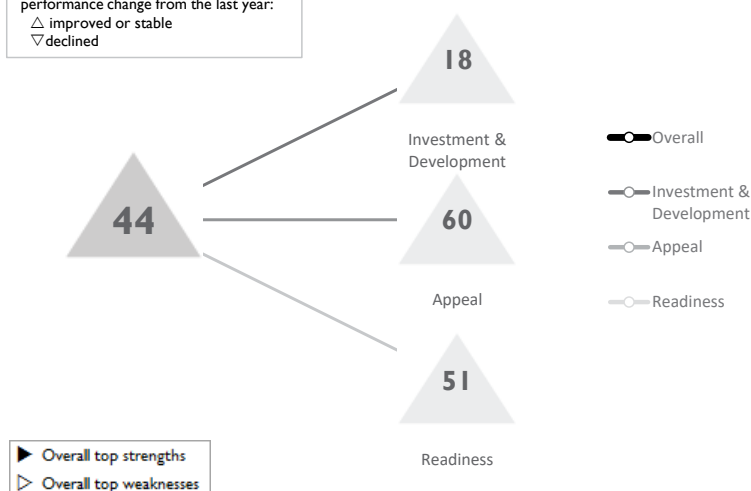 performance change from the last year:
△ improved or stable
▽ declined
18
Investment &
Development
44
60
Appeal
51
Readiness
Overall
Investment &
Development
Appeal
Readiness
▶ Overall top strengths
▷ Overall top weaknesses